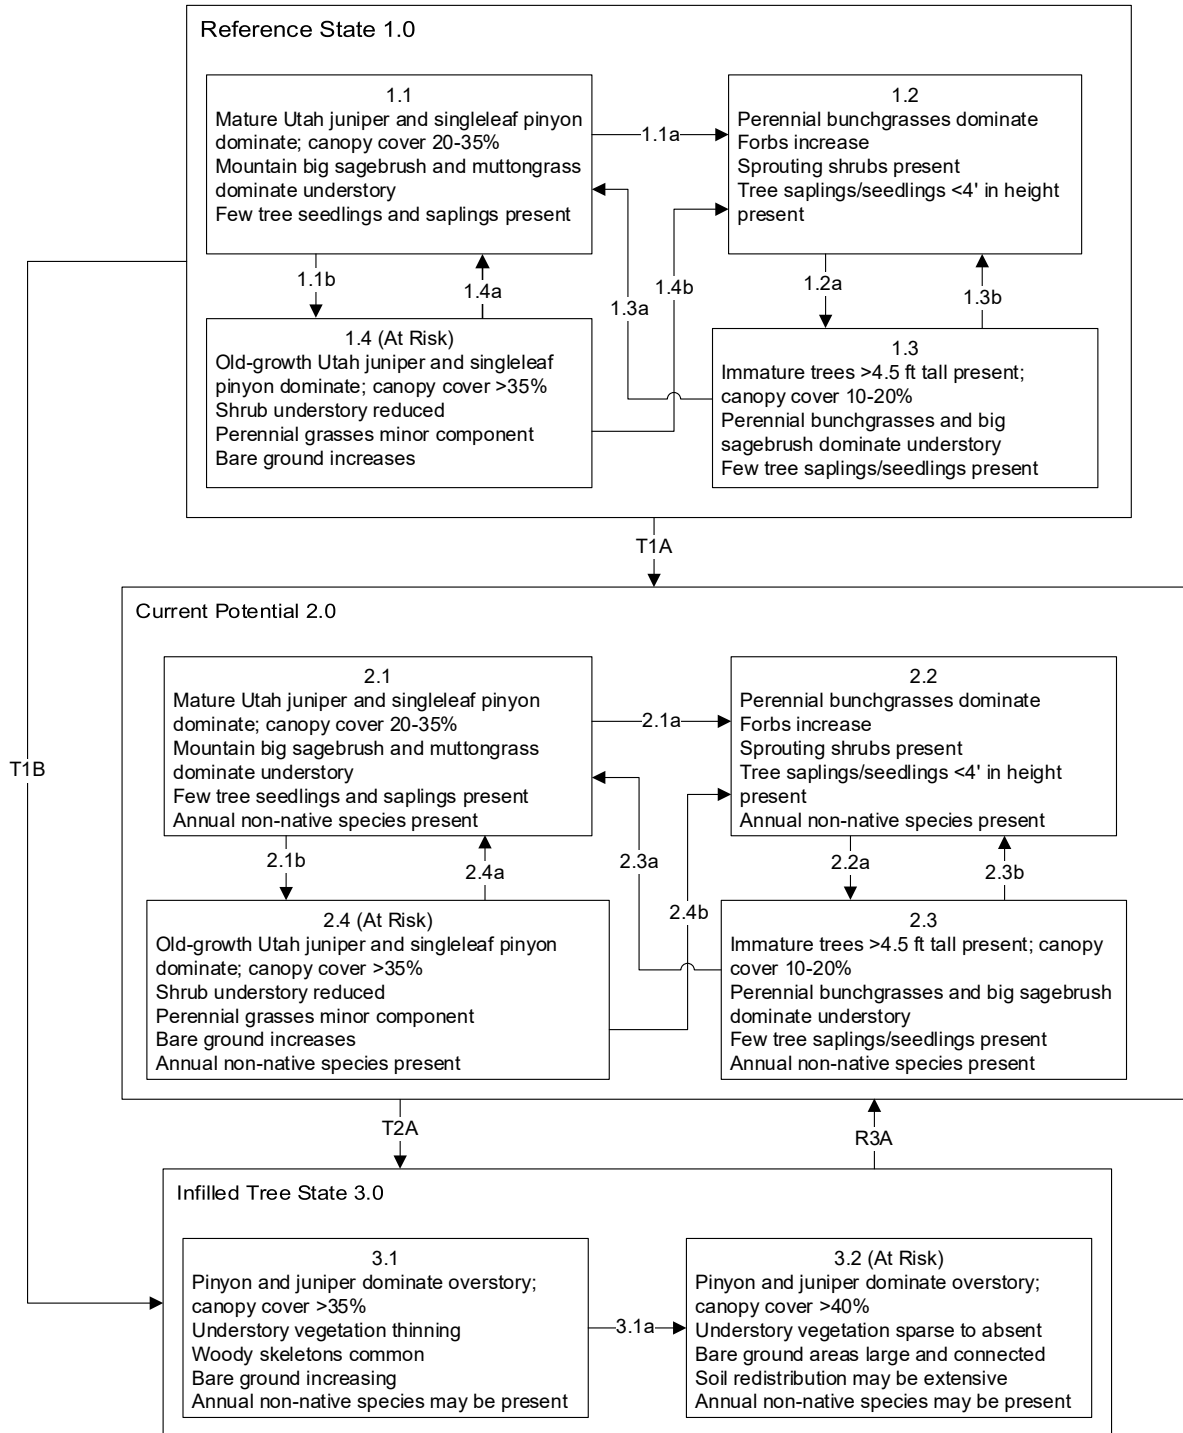 Reference State 1.0
1.1
Mature Utah juniper and singleleaf pinyon
dominate; canopy cover 20-35%
Mountain big sagebrush and muttongrass
dominate understory
Few tree seedlings and saplings present
1.1a
1.2
Perennial bunchgrasses dominate
Forbs increase
Sprouting shrubs present
Tree saplings/seedlings <4' in height
present
1.1b
1.4a
1.3a
1.4b
1.2a
1.3b
1.4 (At Risk)
Old-growth Utah juniper and singleleaf
pinyon dominate; canopy cover >35%
Shrub understory reduced
Perennial grasses minor component
Bare ground increases
1.3
Immature trees >4.5 ft tall present;
canopy cover 10-20%
Perennial bunchgrasses and big
sagebrush dominate understory
Few tree saplings/seedlings present
T1A
T1B
Current Potential 2.0
2.1
Mature Utah juniper and singleleaf pinyon
dominate; canopy cover 20-35%
Mountain big sagebrush and muttongrass
dominate understory
Few tree seedlings and saplings present
Annual non-native species present
2.1a
2.2
Perennial bunchgrasses dominate
Forbs increase
Sprouting shrubs present
Tree saplings/seedlings <4' in height
present
Annual non-native species present
2.1b
2.4a
2.3a
2.4b
2.2a
2.3b
2.4 (At Risk)
Old-growth Utah juniper and singleleaf pinyon
dominate; canopy cover >35%
Shrub understory reduced
Perennial grasses minor component
Bare ground increases
Annual non-native species present
2.3
Immature trees >4.5 ft tall present; canopy
cover 10-20%
Perennial bunchgrasses and big sagebrush
dominate understory
Few tree saplings/seedlings present
Annual non-native species present
T2A
R3A
Infilled Tree State 3.0
3.1
Pinyon and juniper dominate overstory;
canopy cover >35%
Understory vegetation thinning
Woody skeletons common
Bare ground increasing
Annual non-native species may be present
3.1a
3.2 (At Risk)
Pinyon and juniper dominate overstory;
canopy cover >40%
Understory vegetation sparse to absent
Bare ground areas large and connected
Soil redistribution may be extensive
Annual non-native species may be present